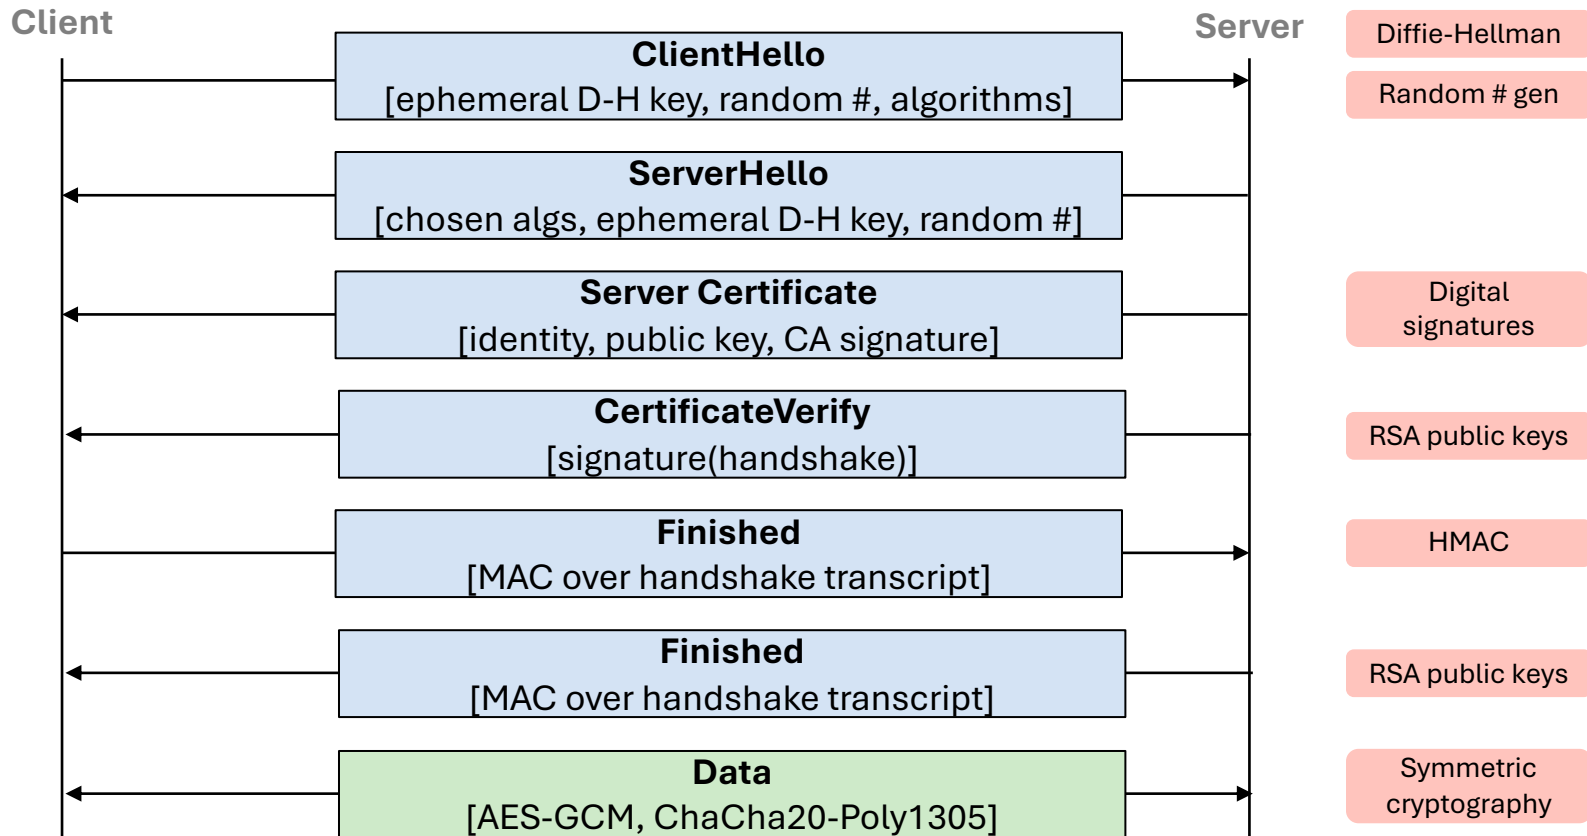 Client
Server
ClientHello
[ephemeral D-H key, random #, algorithms]
Diffie-Hellman
Random # gen
ServerHello
[chosen algs, ephemeral D-H key, random #]
Server Certificate
[identity, public key, CA signature]
Digital
signatures
CertificateVerify
[signature(handshake)]
RSA public keys
Finished
[MAC over handshake transcript]
HMAC
Finished
[MAC over handshake transcript]
RSA public keys
Data
[AES-GCM, ChaCha20-Poly1305]
Symmetric
cryptography